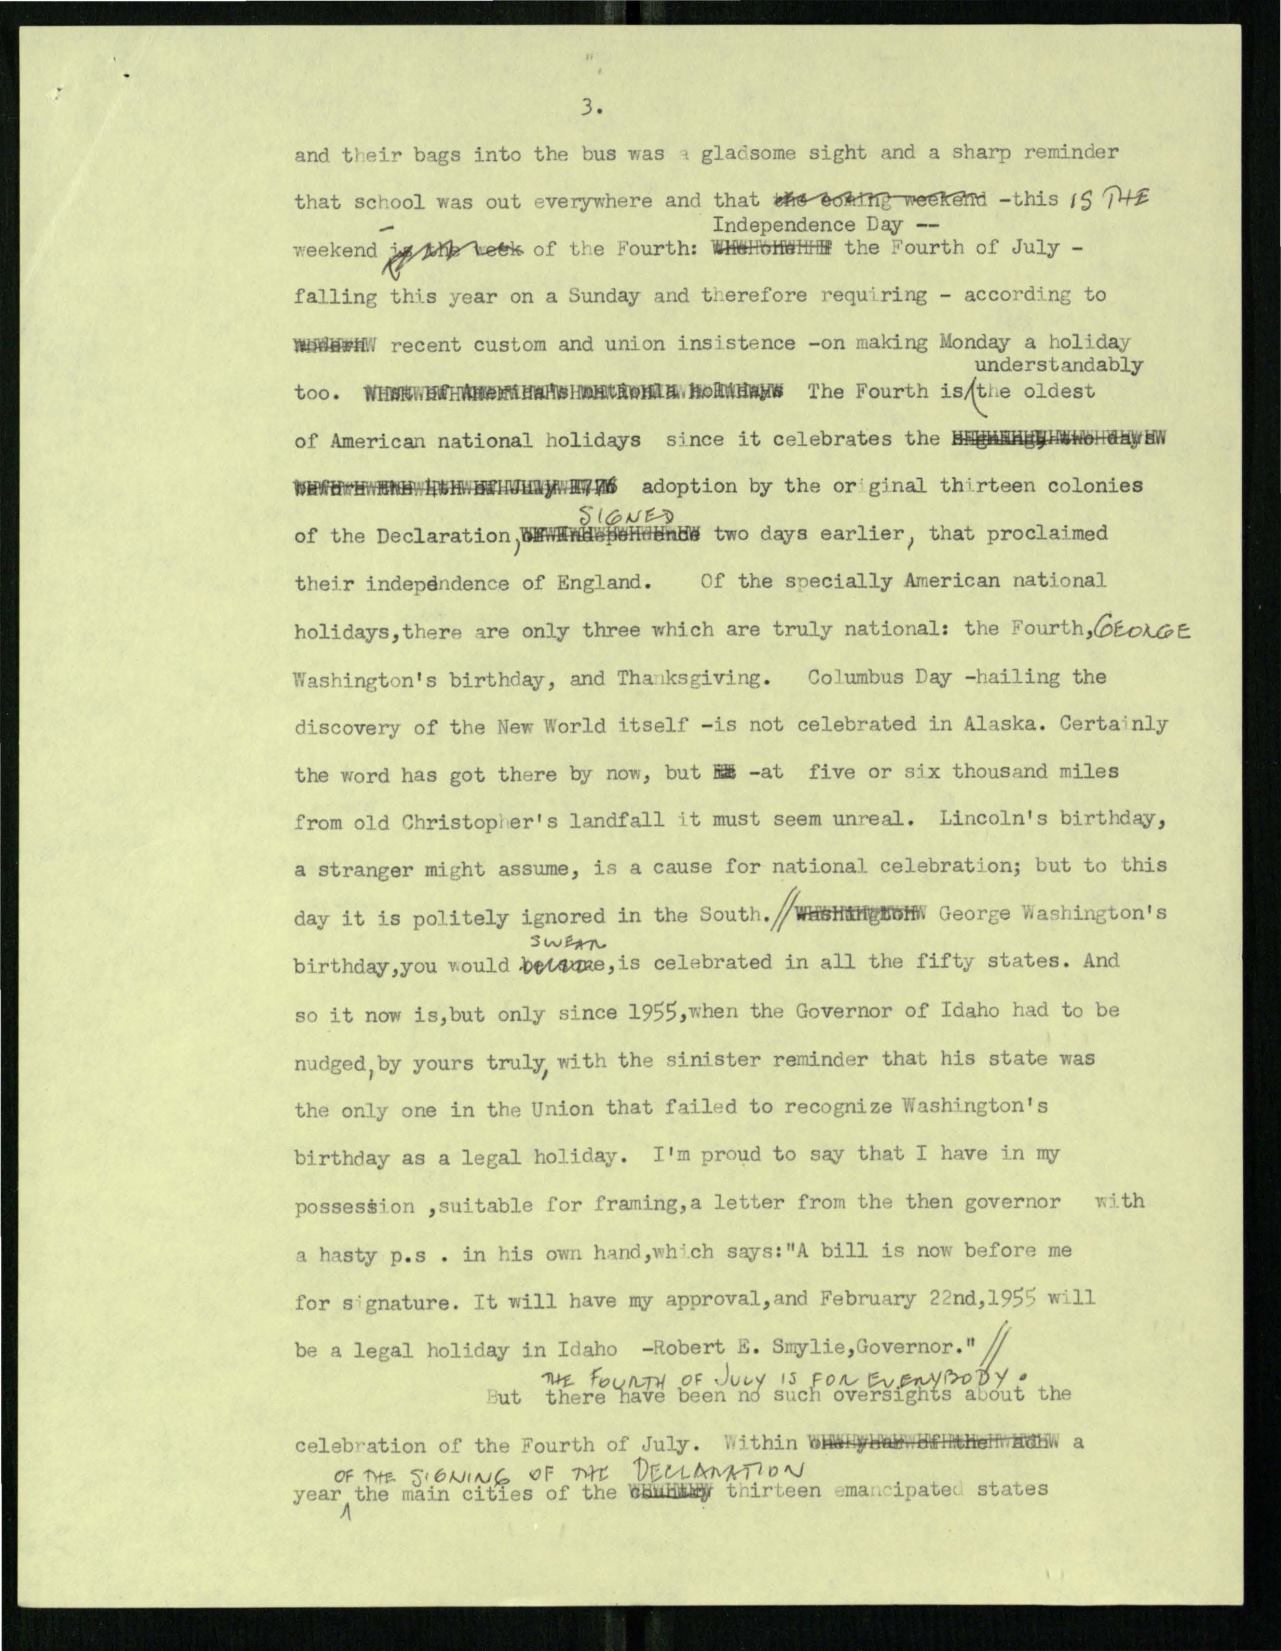 3.
and their bags into the bus was a gladsome sight and a sharp reminder
that school was out everywhere and that the coming weekend -this IS THE
Independence Day --
weekend of the Fourth: the Fourth of July -
falling this year on a Sunday and therefore requiring - according to
recent custom and union insistence -on making Monday a holiday
understandably
too. The Fourth is/(the oldest
of American national holidays since it celebrates the signing, two days
before the 4th of July 1776 adoption by the original thirteen colonies
SIGNED
of the Declaration, of Independence two days earlier, that proclaimed
their indepdndence of England. Of the specially American national
holidays,there are only three which are truly national: the Fourth, GEORGE
Washington's birthday, and Thanksgiving. Columbus Day -hailing the
discovery of the New World itself -is not celebrated in Alaska. Certainly
the word has got there by now, but -at five or six thousand miles
from old Christopher's landfall it must seem unreal. Lincoln's birthday,
a stranger might assume, is a cause for national celebration; but to this
day it is politely ignored in the South.// Washington George Washington's
SWEAR
birthday,you would ,is celebrated in all the fifty states. And
so it now is,but only since 1955,when the Governor of Idaho had to be
nudged,by yours truly, with the sinister reminder that his state was
the only one in the Union that failed to recognize Washington's
birthday as a legal holiday. I'm proud to say that I have in my
possession ,suitable for framing,a letter from the then governor with
a hasty p.s . in his own hand,which says:"A bill is now before me
for signature. It will have my approval,and February 22nd,1955 will
be a legal holiday in Idaho -Robert E. Smylie,Governor." //
THE FOURTH OF JULY IS FOR EVERYBODY.
But there have been no such oversights about the
celebration of the Fourth of July. Within a
OF THE SIGNING OF THE DECLARATION
year ^ the main cities of the country thirteen emancipated states